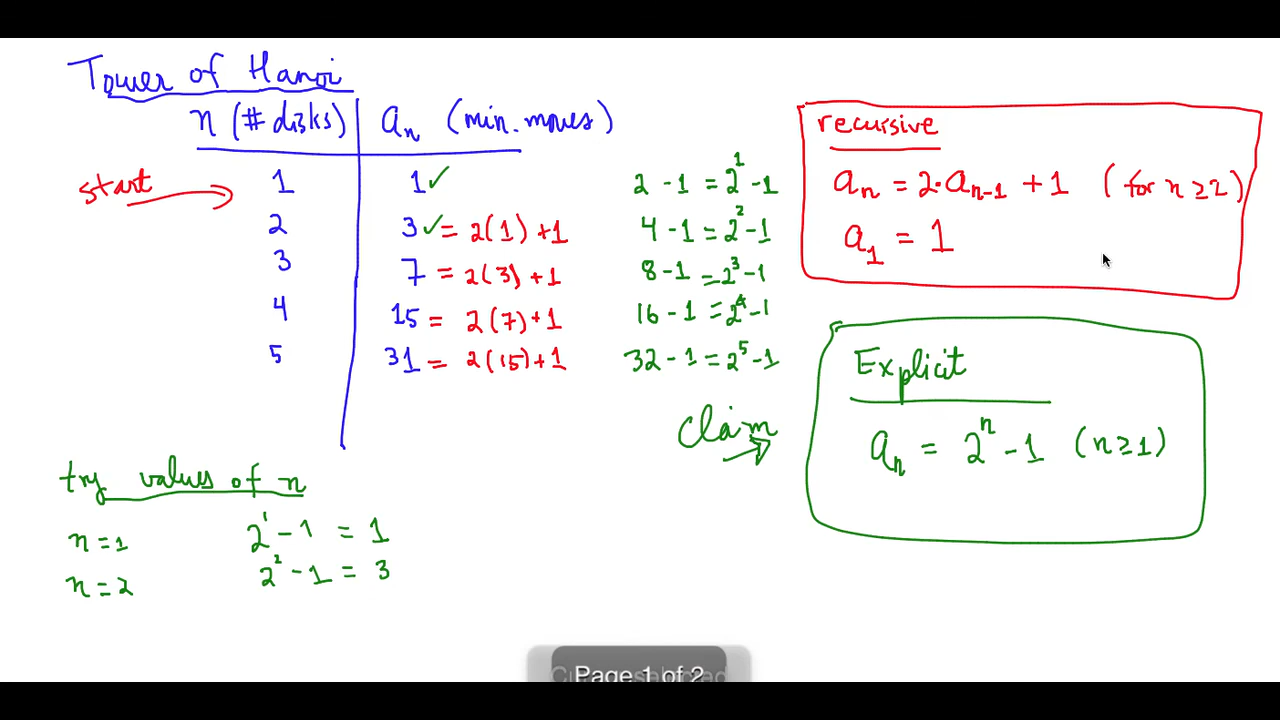 Tower of Hanoi
n (# disks) an (min. moves)
start 1 1✓ 2 - 1 = 2^1 - 1
2 3✓ = 2(1) + 1 4 - 1 = 2^2 - 1
3 7 = 2(3) + 1 8 - 1 = 2^3 - 1
4 15 = 2(7) + 1 16 - 1 = 2^4 - 1
5 31 = 2(15) + 1 32 - 1 = 2^5 - 1
recursive
an = 2·an-1 + 1 (for n ≥ 2)
a1 = 1
claim
Explicit
an = 2^n - 1 (n ≥ 1)
try values of n
n = 1 2^1 - 1 = 1
n = 2 2^2 - 1 = 3
Page 1 of 2